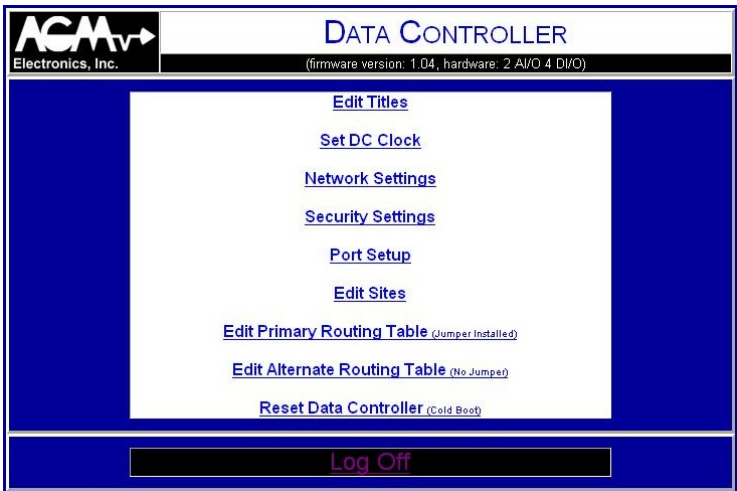 ACM
Electronics, Inc.
DATA CONTROLLER
(firmware version: 1.04, hardware: 2 AI/O 4 DI/O)
Edit Titles
Set DC Clock
Network Settings
Security Settings
Port Setup
Edit Sites
Edit Primary Routing Table (Jumper Installed)
Edit Alternate Routing Table (No Jumper)
Reset Data Controller (Cold Boot)
Log Off